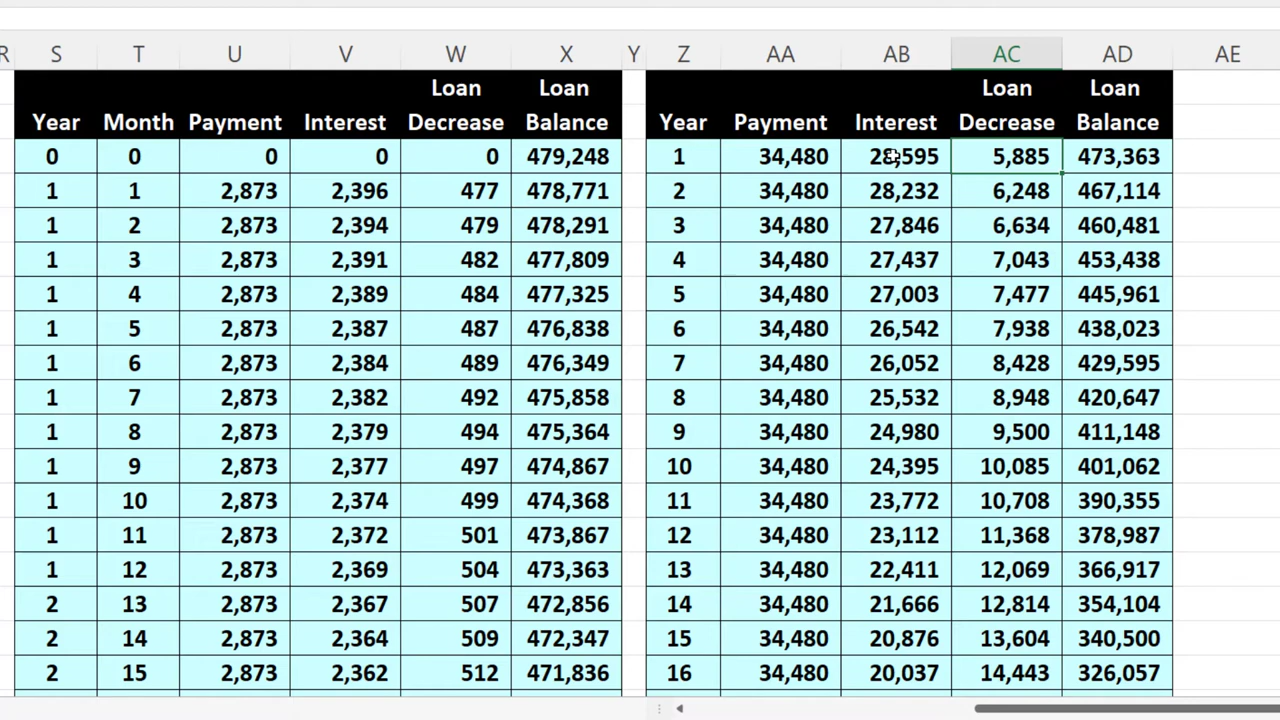 R S T U V W X Y Z AA AB AC AD AE
Loan Loan Loan Loan
Year Month Payment Interest Decrease Balance Year Payment Interest Decrease Balance
0 0 0 0 0 479,248 1 34,480 28,595 5,885 473,363
1 1 2,873 2,396 477 478,771 2 34,480 28,232 6,248 467,114
1 2 2,873 2,394 479 478,291 3 34,480 27,846 6,634 460,481
1 3 2,873 2,391 482 477,809 4 34,480 27,437 7,043 453,438
1 4 2,873 2,389 484 477,325 5 34,480 27,003 7,477 445,961
1 5 2,873 2,387 487 476,838 6 34,480 26,542 7,938 438,023
1 6 2,873 2,384 489 476,349 7 34,480 26,052 8,428 429,595
1 7 2,873 2,382 492 475,858 8 34,480 25,532 8,948 420,647
1 8 2,873 2,379 494 475,364 9 34,480 24,980 9,500 411,148
1 9 2,873 2,377 497 474,867 10 34,480 24,395 10,085 401,062
1 10 2,873 2,374 499 474,368 11 34,480 23,772 10,708 390,355
1 11 2,873 2,372 501 473,867 12 34,480 23,112 11,368 378,987
1 12 2,873 2,369 504 473,363 13 34,480 22,411 12,069 366,917
2 13 2,873 2,367 507 472,856 14 34,480 21,666 12,814 354,104
2 14 2,873 2,364 509 472,347 15 34,480 20,876 13,604 340,500
2 15 2,873 2,362 512 471,836 16 34,480 20,037 14,443 326,057